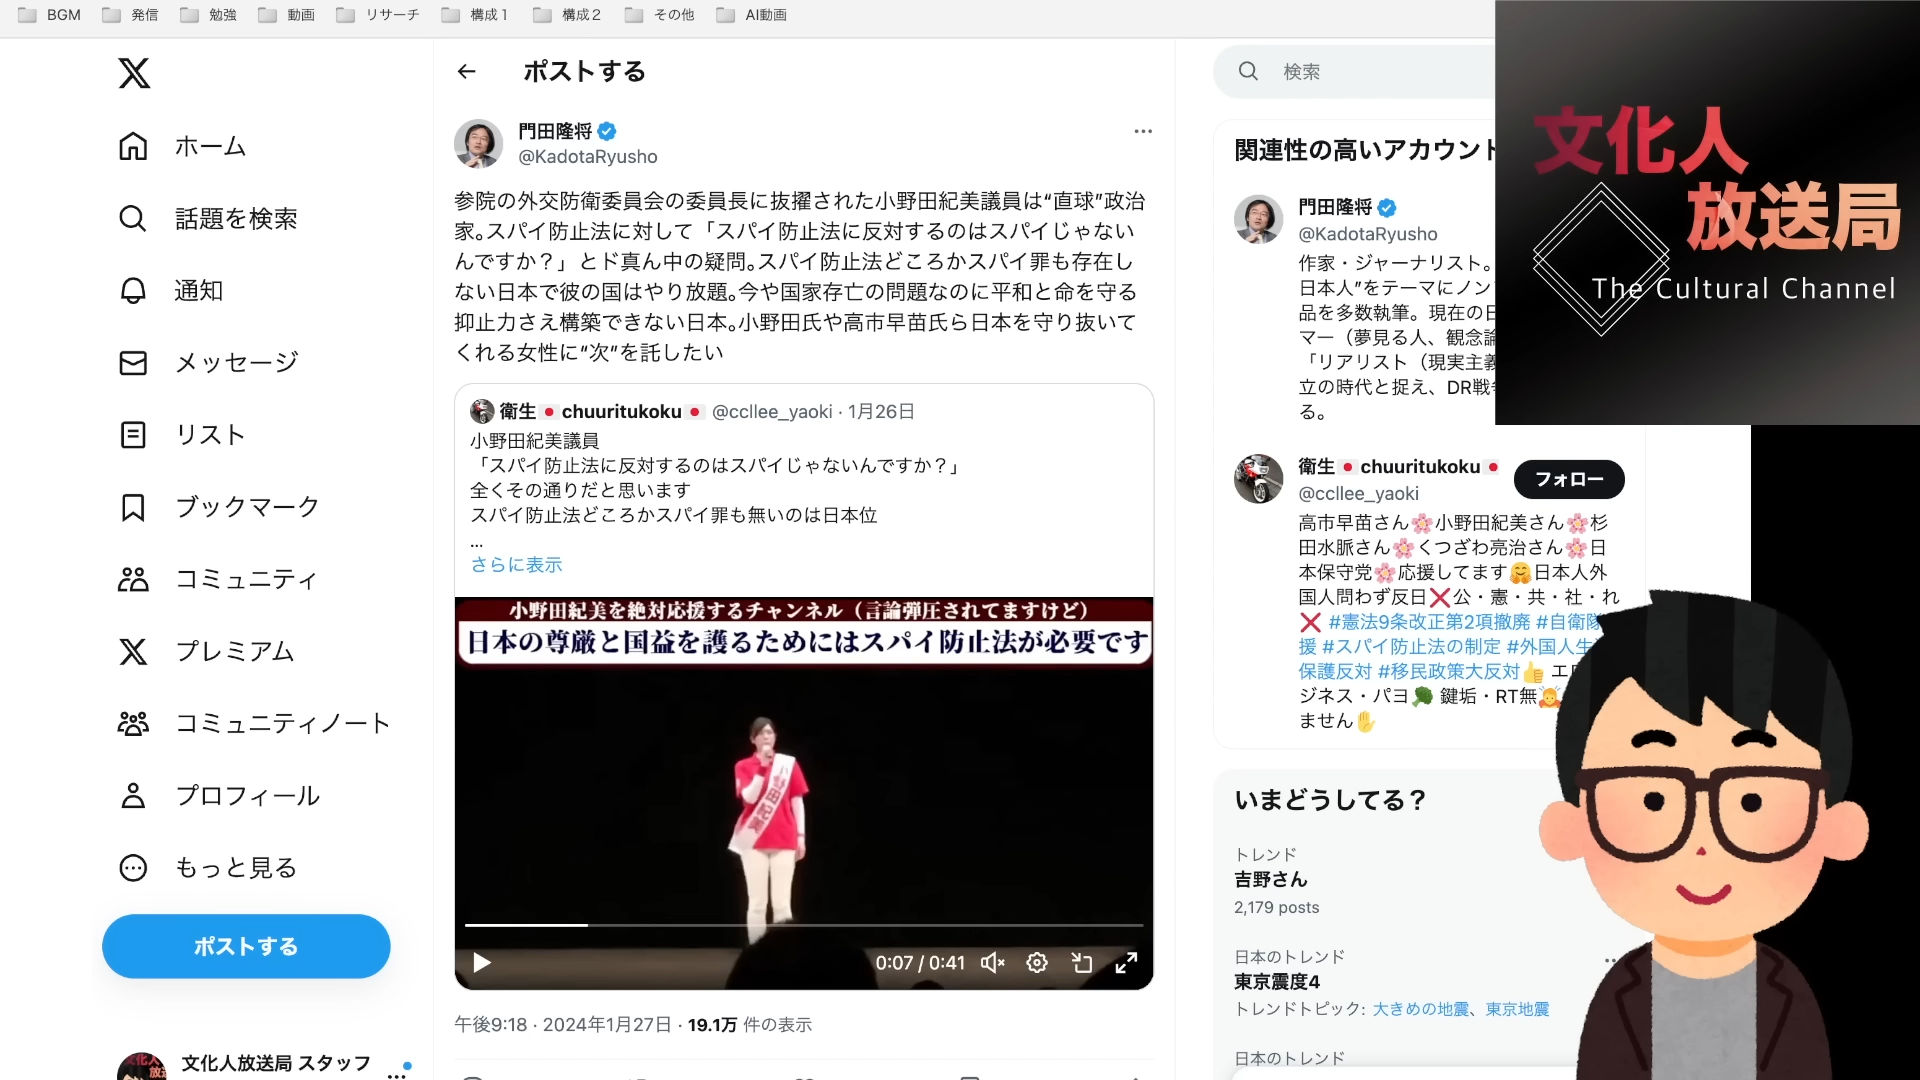 BGM
発信
勉強
動画
リサーチ
構成1
構成2
その他
AI動画
ホーム
話題を検索
通知
メッセージ
リスト
ブックマーク
コミュニティ
プレミアム
コミュニティノート
プロフィール
もっと見る
ポストする
文化人放送局 スタッフ
ポストする
門田隆将
@KadotaRyusho
参院の外交防衛委員会の委員長に抜擢された小野田紀美議員は“直球”政治
家。スパイ防止法に対して「スパイ防止法に反対するのはスパイじゃない
んですか？」とド真ん中の疑問。スパイ防止法どころかスパイ罪も存在し
ない日本で彼の国はやり放題。今や国家存亡の問題なのに平和と命を守る
抑止力さえ構築できない日本。小野田氏や高市早苗氏ら日本を守り抜いて
くれる女性に“次”を託したい
衛生🇯🇵chuuritukoku🇯🇵 @ccllee_yaoki · 1月26日
小野田紀美議員
「スパイ防止法に反対するのはスパイじゃないんですか？」
全くその通りだと思います
スパイ防止法どころかスパイ罪も無いのは日本位
...
さらに表示
小野田紀美を絶対応援するチャンネル（言論弾圧されてますけど）
日本の尊厳と国益を護るためにはスパイ防止法が必要です
小野田紀美
0:07 / 0:41
午後9:18 · 2024年1月27日 · 19.1万 件の表示
検索
関連性の高いアカウント
門田隆将
@KadotaRyusho
作家・ジャーナリスト。
日本人”をテーマにノン
品を多数執筆。現在の日
マー（夢見る人、観念論
「リアリスト（現実主義
立の時代と捉え、DR戦
る。
衛生🇯🇵chuuritukoku🇯🇵
@ccllee_yaoki
フォロー
高市早苗さん🌸小野田紀美さん🌸杉
田水脈さん🌸くつざわ亮治さん🌸日
本保守党🌸応援してます🤗日本人外
国人問わず反日❌公・憲・共・社・れ
❌ #憲法9条改正第2項撤廃 #自衛隊
援 #スパイ防止法の制定 #外国人生
保護反対 #移民政策大反対👍 エ
ジネス・パヨ🥦 鍵垢・RT無🙇
ません✋
いまどうしてる？
トレンド
吉野さん
2,179 posts
日本のトレンド
東京震度4
トレンドトピック: 大きめの地震、東京地震
日本のトレンド
文化人
放送局
The Cultural Channel